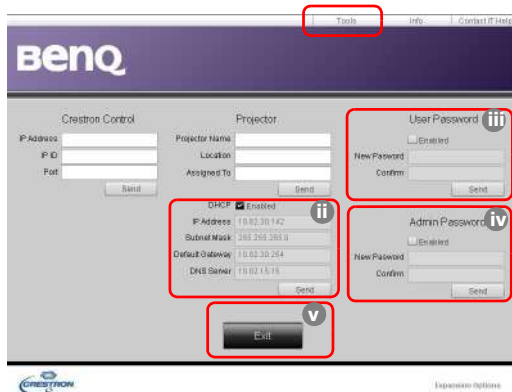 Tools Info Contact IT Help
BenQ
Crestron Control Projector User Password iii
IP Address Projector Name Enabled
IP ID Location New Password
Port Assigned To Confirm
Send Send Send
DHCP Enabled ii
IP Address 10.02.30.142
Subnet Mask 255.255.255.0
Default Gateway 10.02.30.254
DNS Server 10.02.15.15
Send
Admin Password iv
Enabled
New Password
Confirm
Send
Exit v
CRESTRON Expansion Options